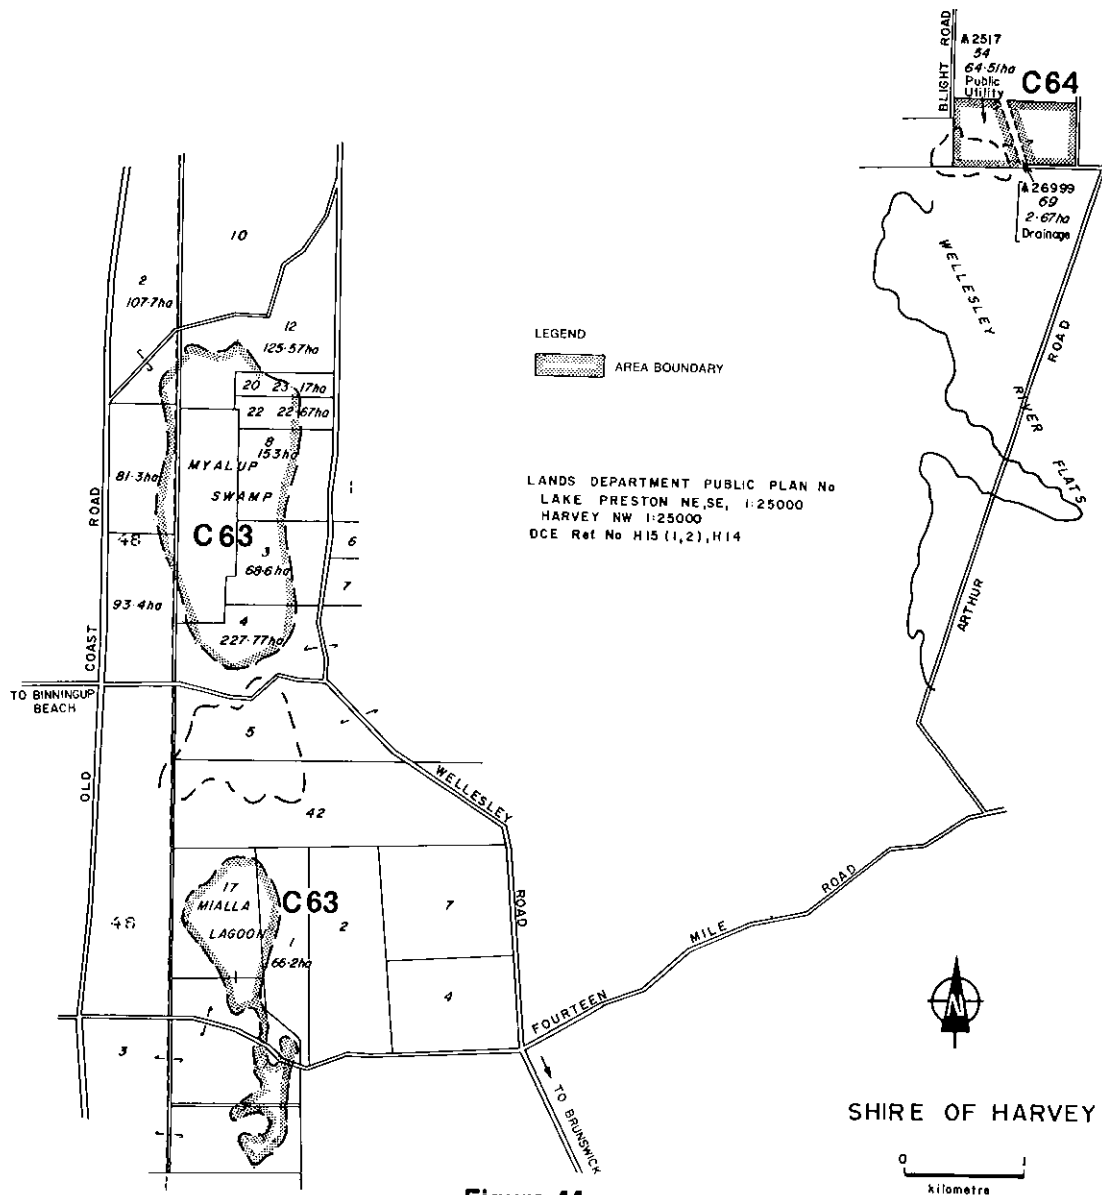 BLIGHT ROAD
A2517
54
64·51ha
Public
Utility
C64
A26999
69
2·67ha
Drainage
10
2
107·7ha
12
125·57ha
20 23·17ha
22 22·67ha
8
153ha
MYALUP
SWAMP
81·3ha
1
C63
48
3
68·6ha
6
7
93·4ha
4
227·77ha
OLD COAST ROAD
TO BINNINGUP
BEACH
5
42
WELLESLEY ROAD
17
MIALLA
LAGOON
C63
1
66·2ha
2
7
4
48
3
FOURTEEN MILE ROAD
TO BRUNSWICK
LEGEND
AREA BOUNDARY
LANDS DEPARTMENT PUBLIC PLAN No
LAKE PRESTON NE,SE, 1:25000
HARVEY NW 1:25000
DCE Ref No H15 (1,2), H14
WELLESLEY RIVER FLATS
ARTHUR ROAD
N
SHIRE OF HARVEY
0 1
kilometre